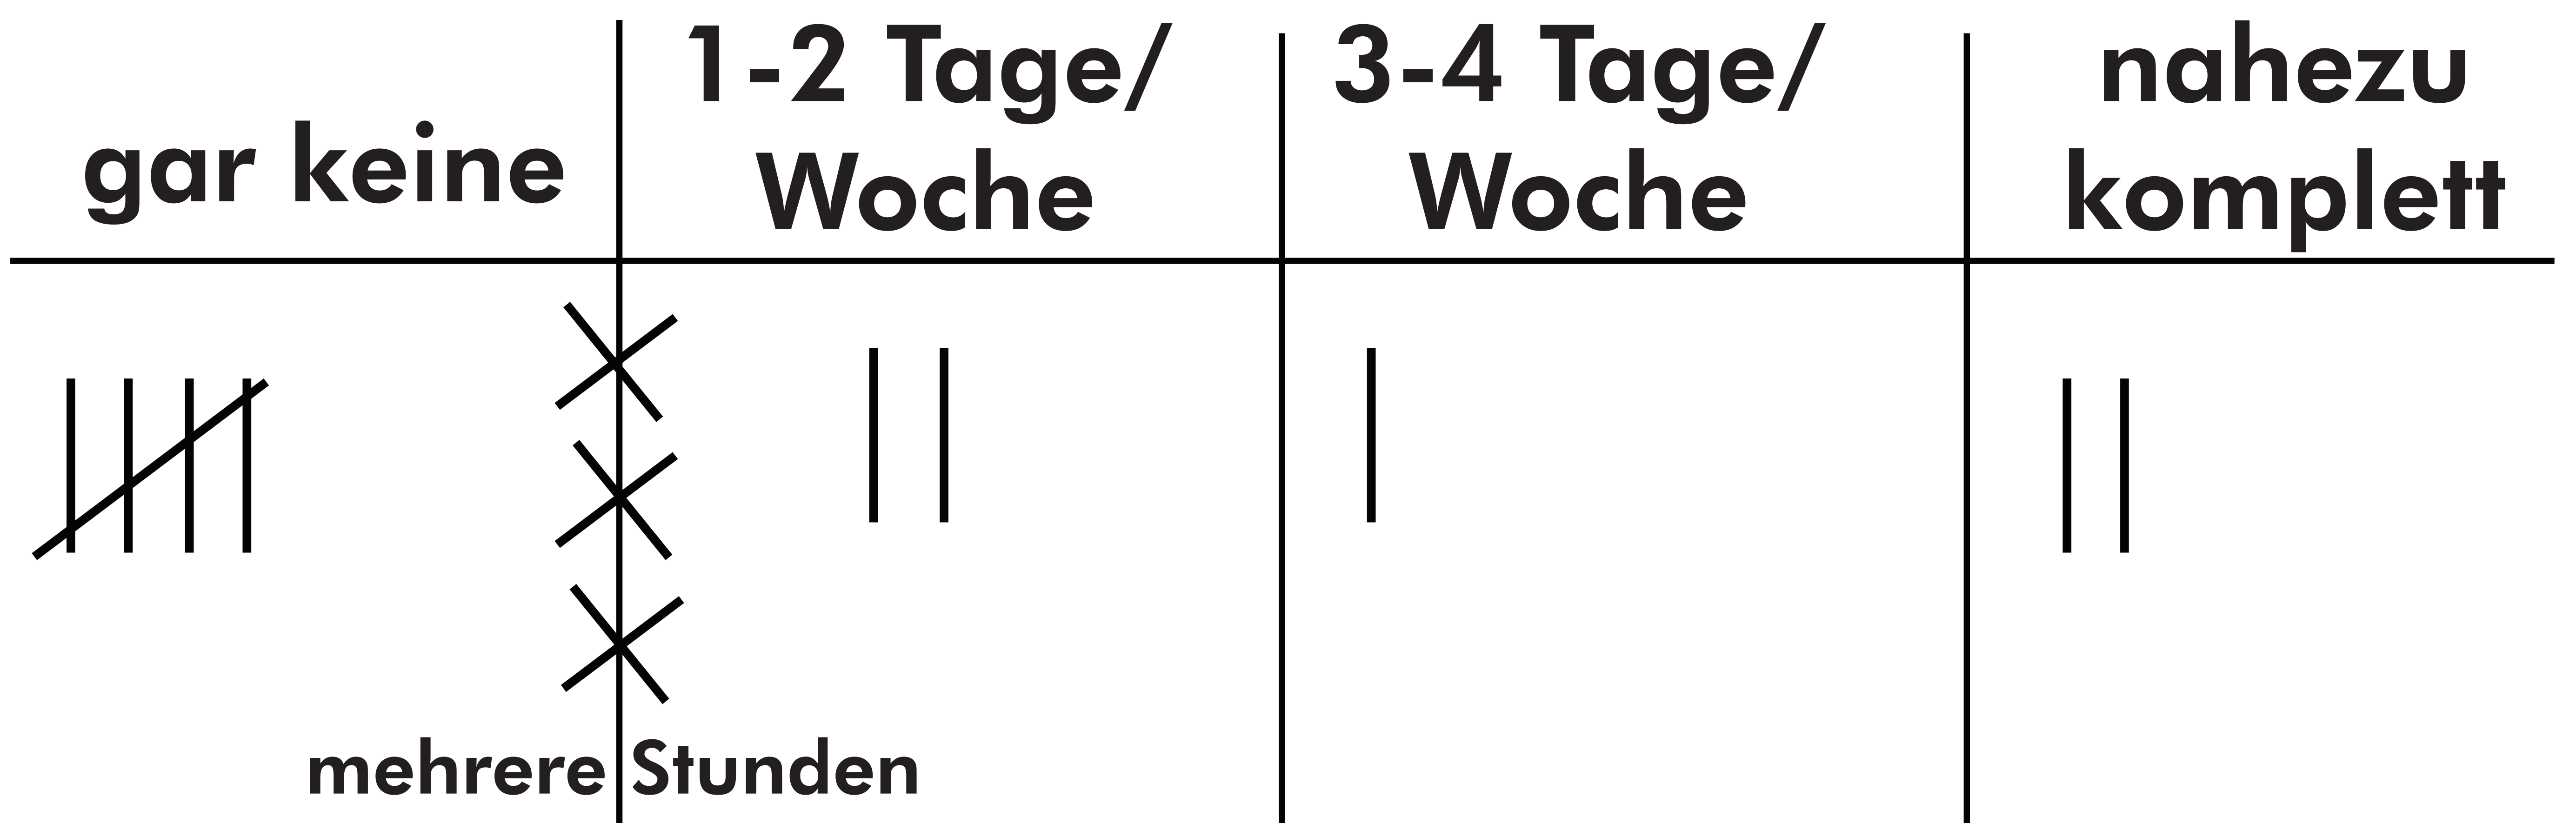 gar keine
1-2 Tage/
Woche
3-4 Tage/
Woche
nahezu
komplett
mehrere Stunden